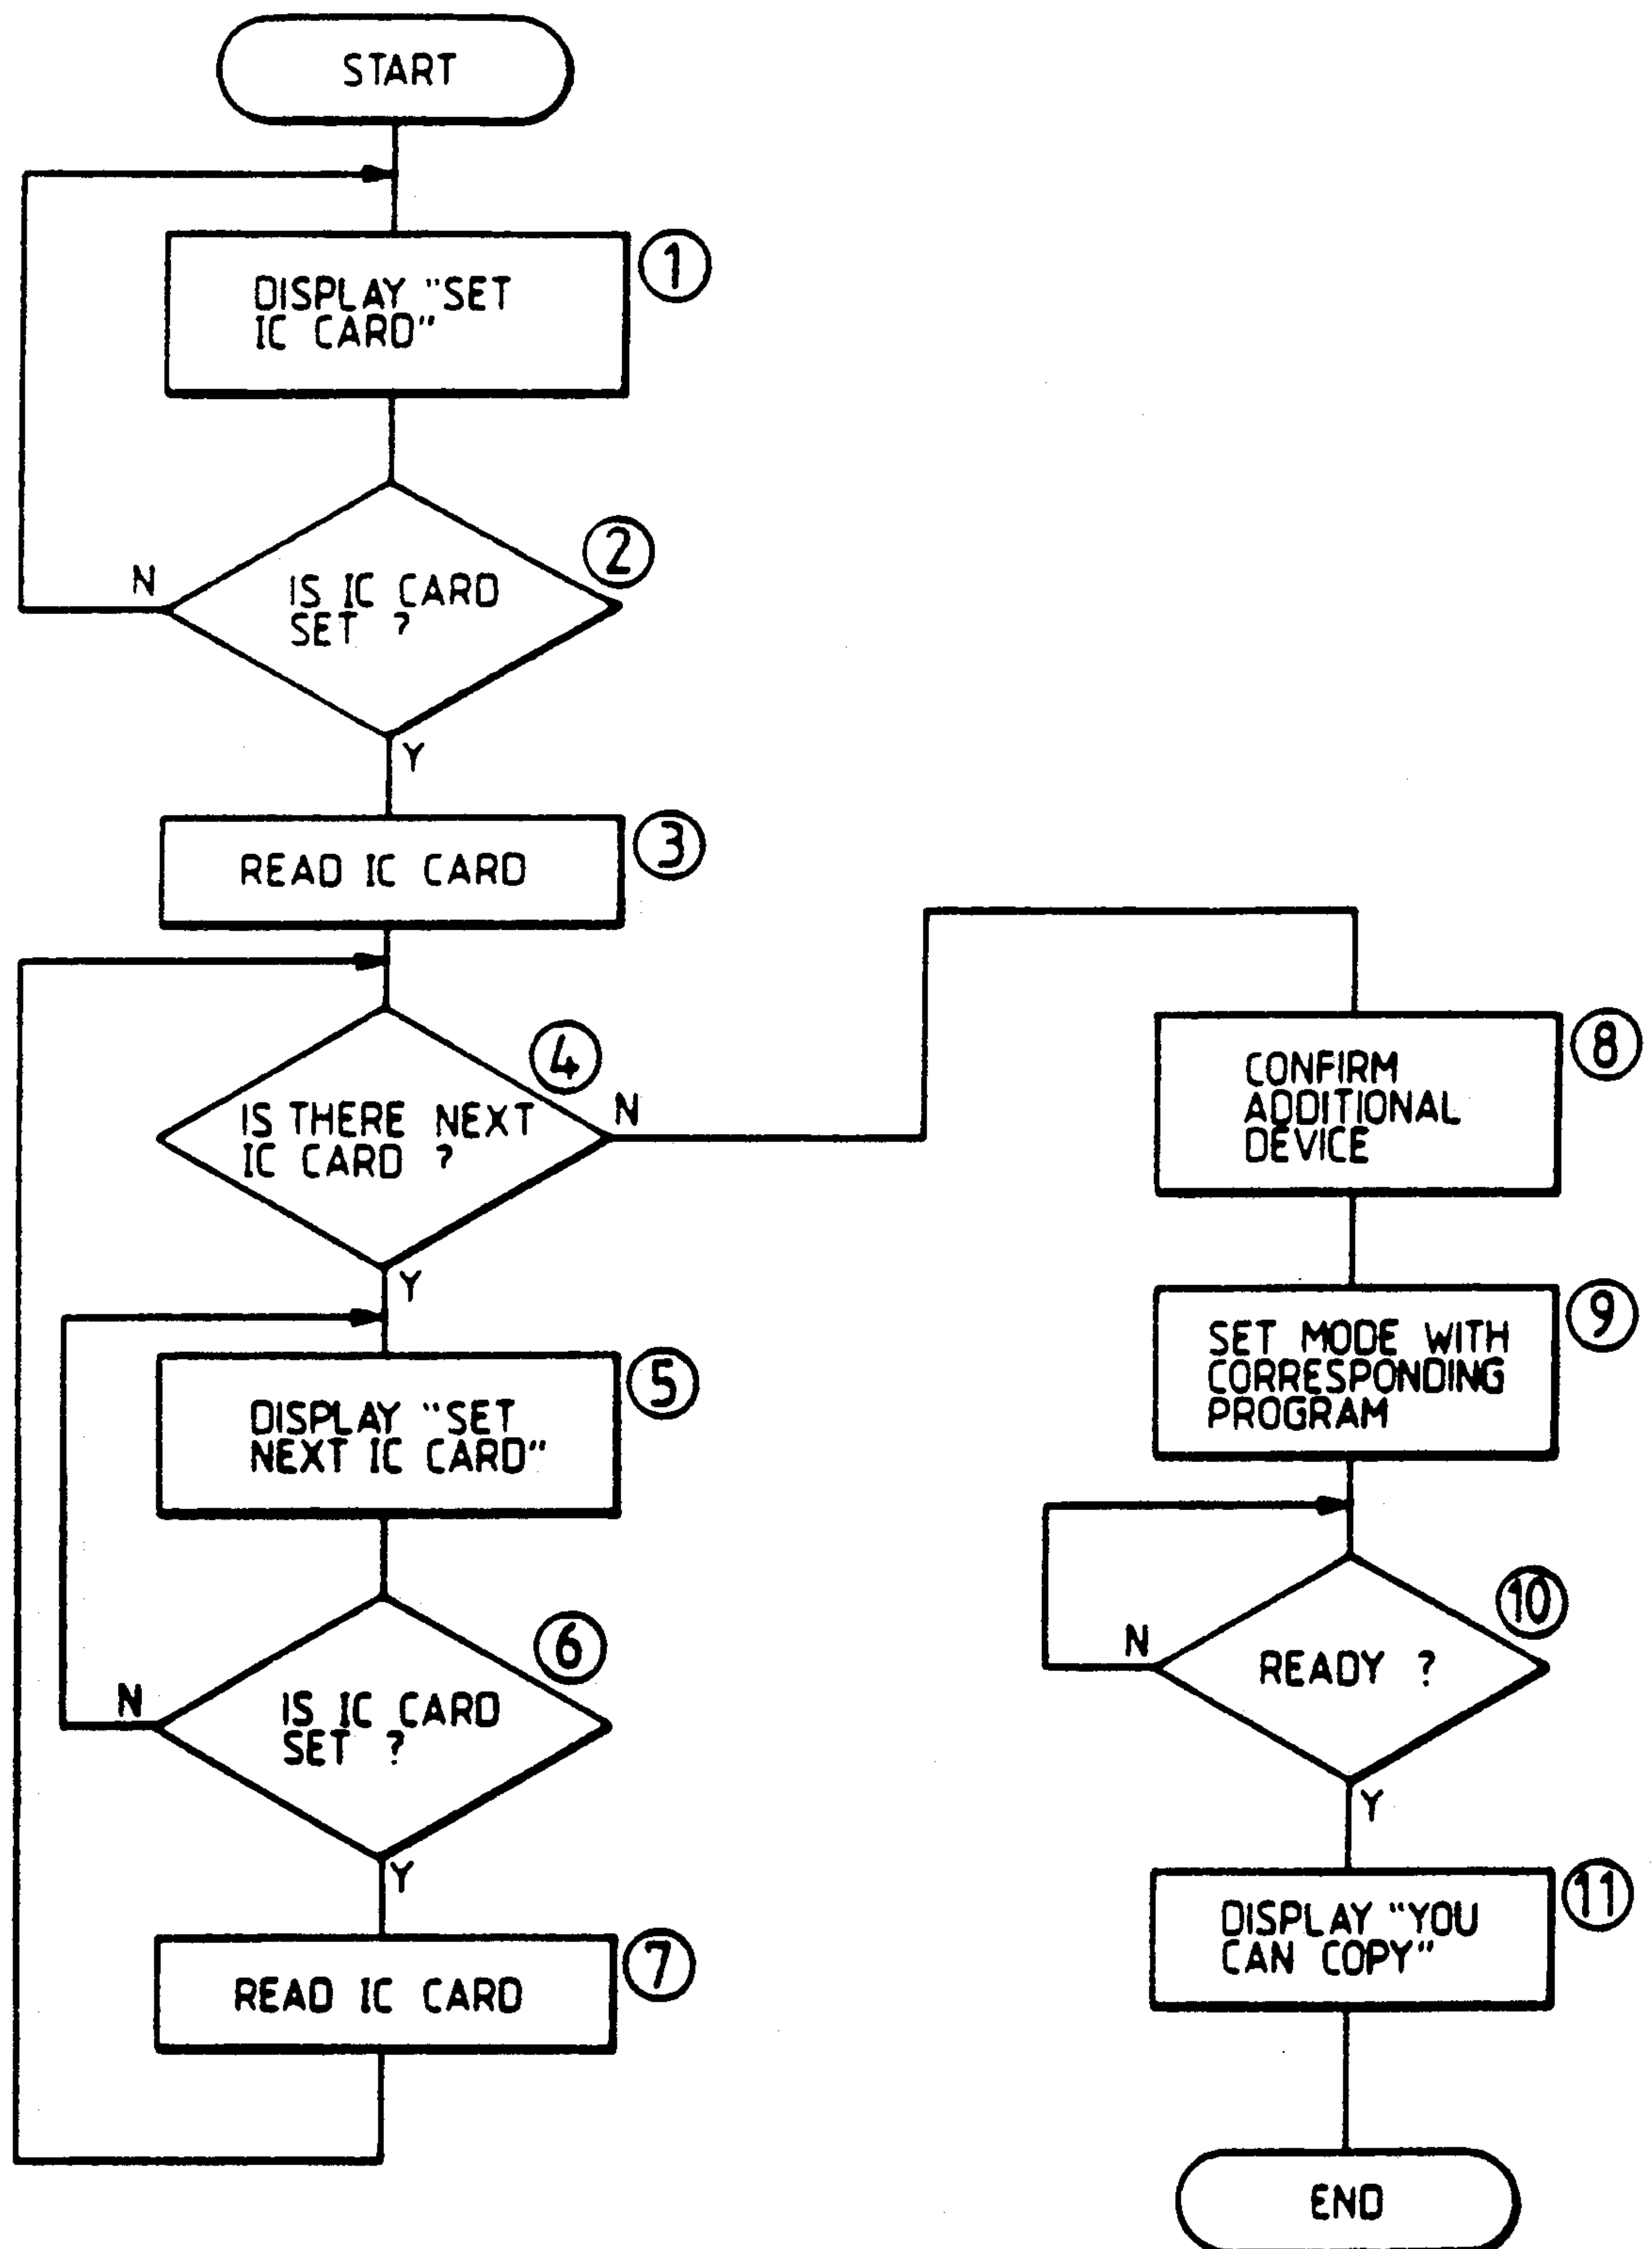 START
①
DISPLAY "SET
IC CARD"
②
N
IS IC CARD
SET ?
Y
③
READ IC CARD
④
IS THERE NEXT
IC CARD ?
N
Y
⑤
DISPLAY "SET
NEXT IC CARD"
⑥
N
IS IC CARD
SET ?
Y
⑦
READ IC CARD
⑧
CONFIRM
ADDITIONAL
DEVICE
⑨
SET MODE WITH
CORRESPONDING
PROGRAM
⑩
N
READY ?
Y
⑪
DISPLAY "YOU
CAN COPY"
END